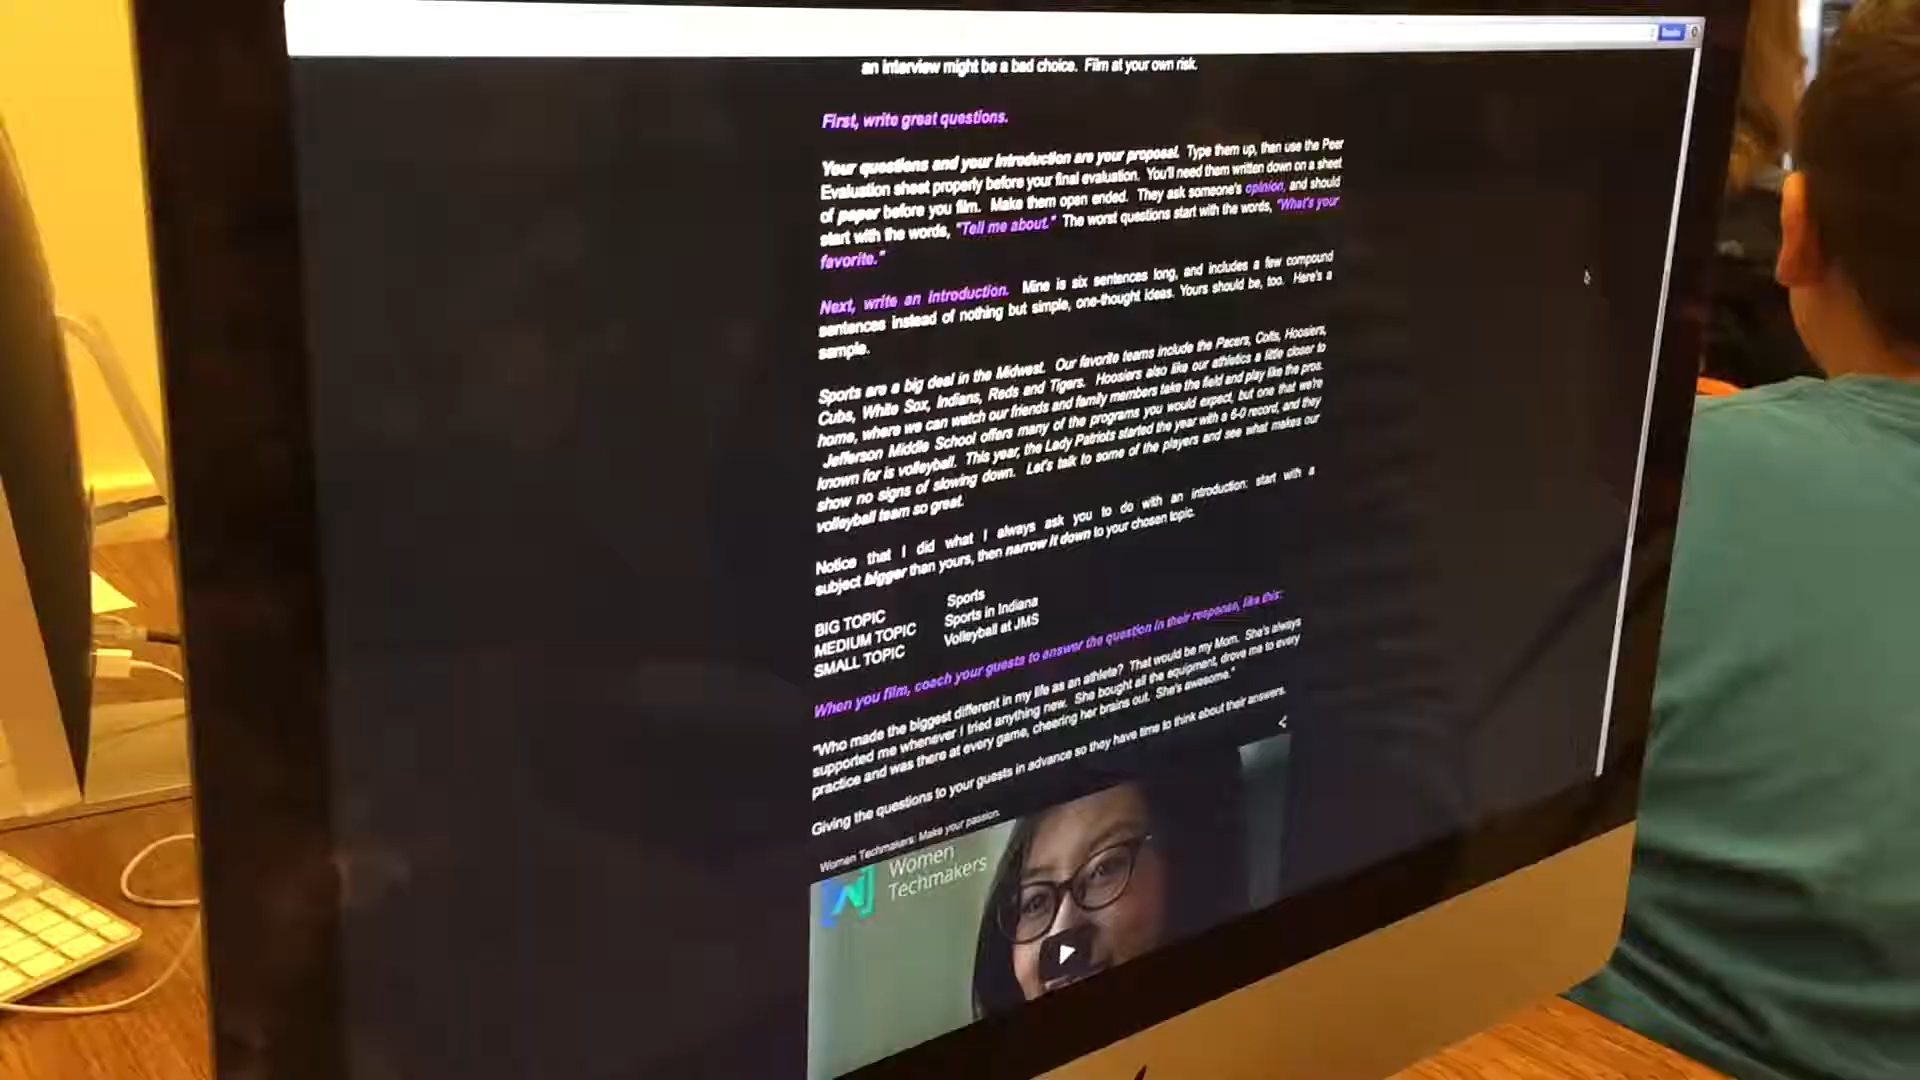 an interview might be a bad choice. Film at your own risk.
First, write great questions.
Your questions and your introduction are your proposal. Type them up, then use the Peer
Evaluation sheet properly before your final evaluation. You'll need them written down on a sheet
of paper before you film. Make them open ended. They ask someone's opinion, and should
start with the words, "Tell me about." The worst questions start with the words, "What's your
favorite."
Next, write an introduction. Mine is six sentences long, and includes a few compound
sentences instead of nothing but simple, one-thought ideas. Yours should be, too. Here's a
sample.
Sports are a big deal in the Midwest. Our favorite teams include the Pacers, Colts, Hoosiers,
Cubs, White Sox, Indians, Reds and Tigers. Hoosiers also like our athletics a little closer to
home, where we can watch our friends and family members take the field and play like the pros.
Jefferson Middle School offers many of the programs you would expect, but one that we're
known for is volleyball. This year, the Lady Patriots started the year with a 6-0 record, and they
show no signs of slowing down. Let's talk to some of the players and see what makes our
volleyball team so great.
Notice that I did what I always ask you to do with an introduction: start with a
subject bigger than yours, then narrow it down to your chosen topic.
BIG TOPIC Sports
MEDIUM TOPIC Sports in Indiana
SMALL TOPIC Volleyball at JMS
When you film, coach your guests to answer the question in their response, like this:
"Who made the biggest different in my life as an athlete? That would be my Mom. She's always
supported me whenever I tried anything new. She bought all the equipment, drove me to every
practice and was there at every game, cheering her brains out. She's awesome."
Giving the questions to your guests in advance so they have time to think about their answers.
Women Techmakers: Make your passion.
Women
Techmakers